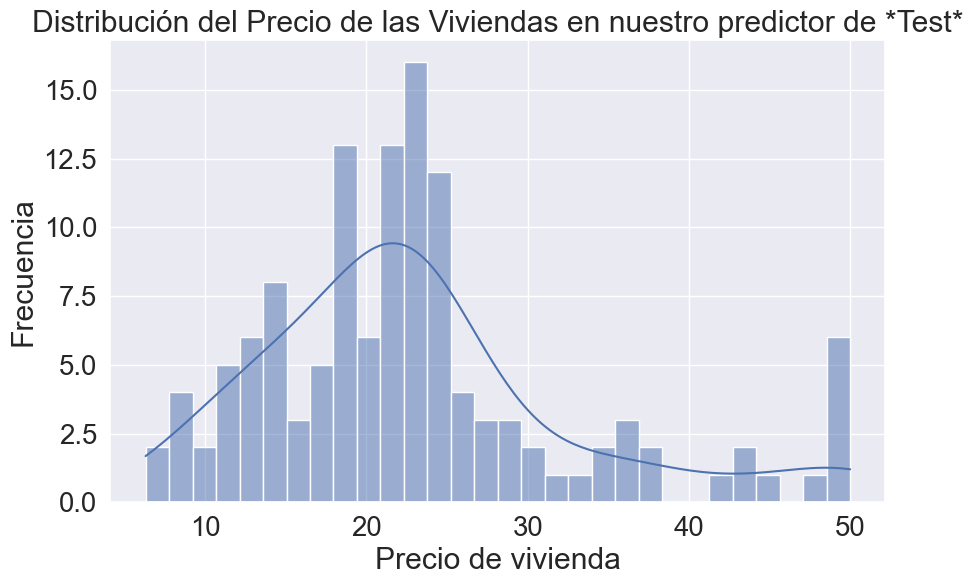 Distribución del Precio de las Viviendas en nuestro predictor de *Test*
15.0
12.5
10.0
7.5
5.0
2.5
0.0
Frecuencia
10 20 30 40 50
Precio de vivienda